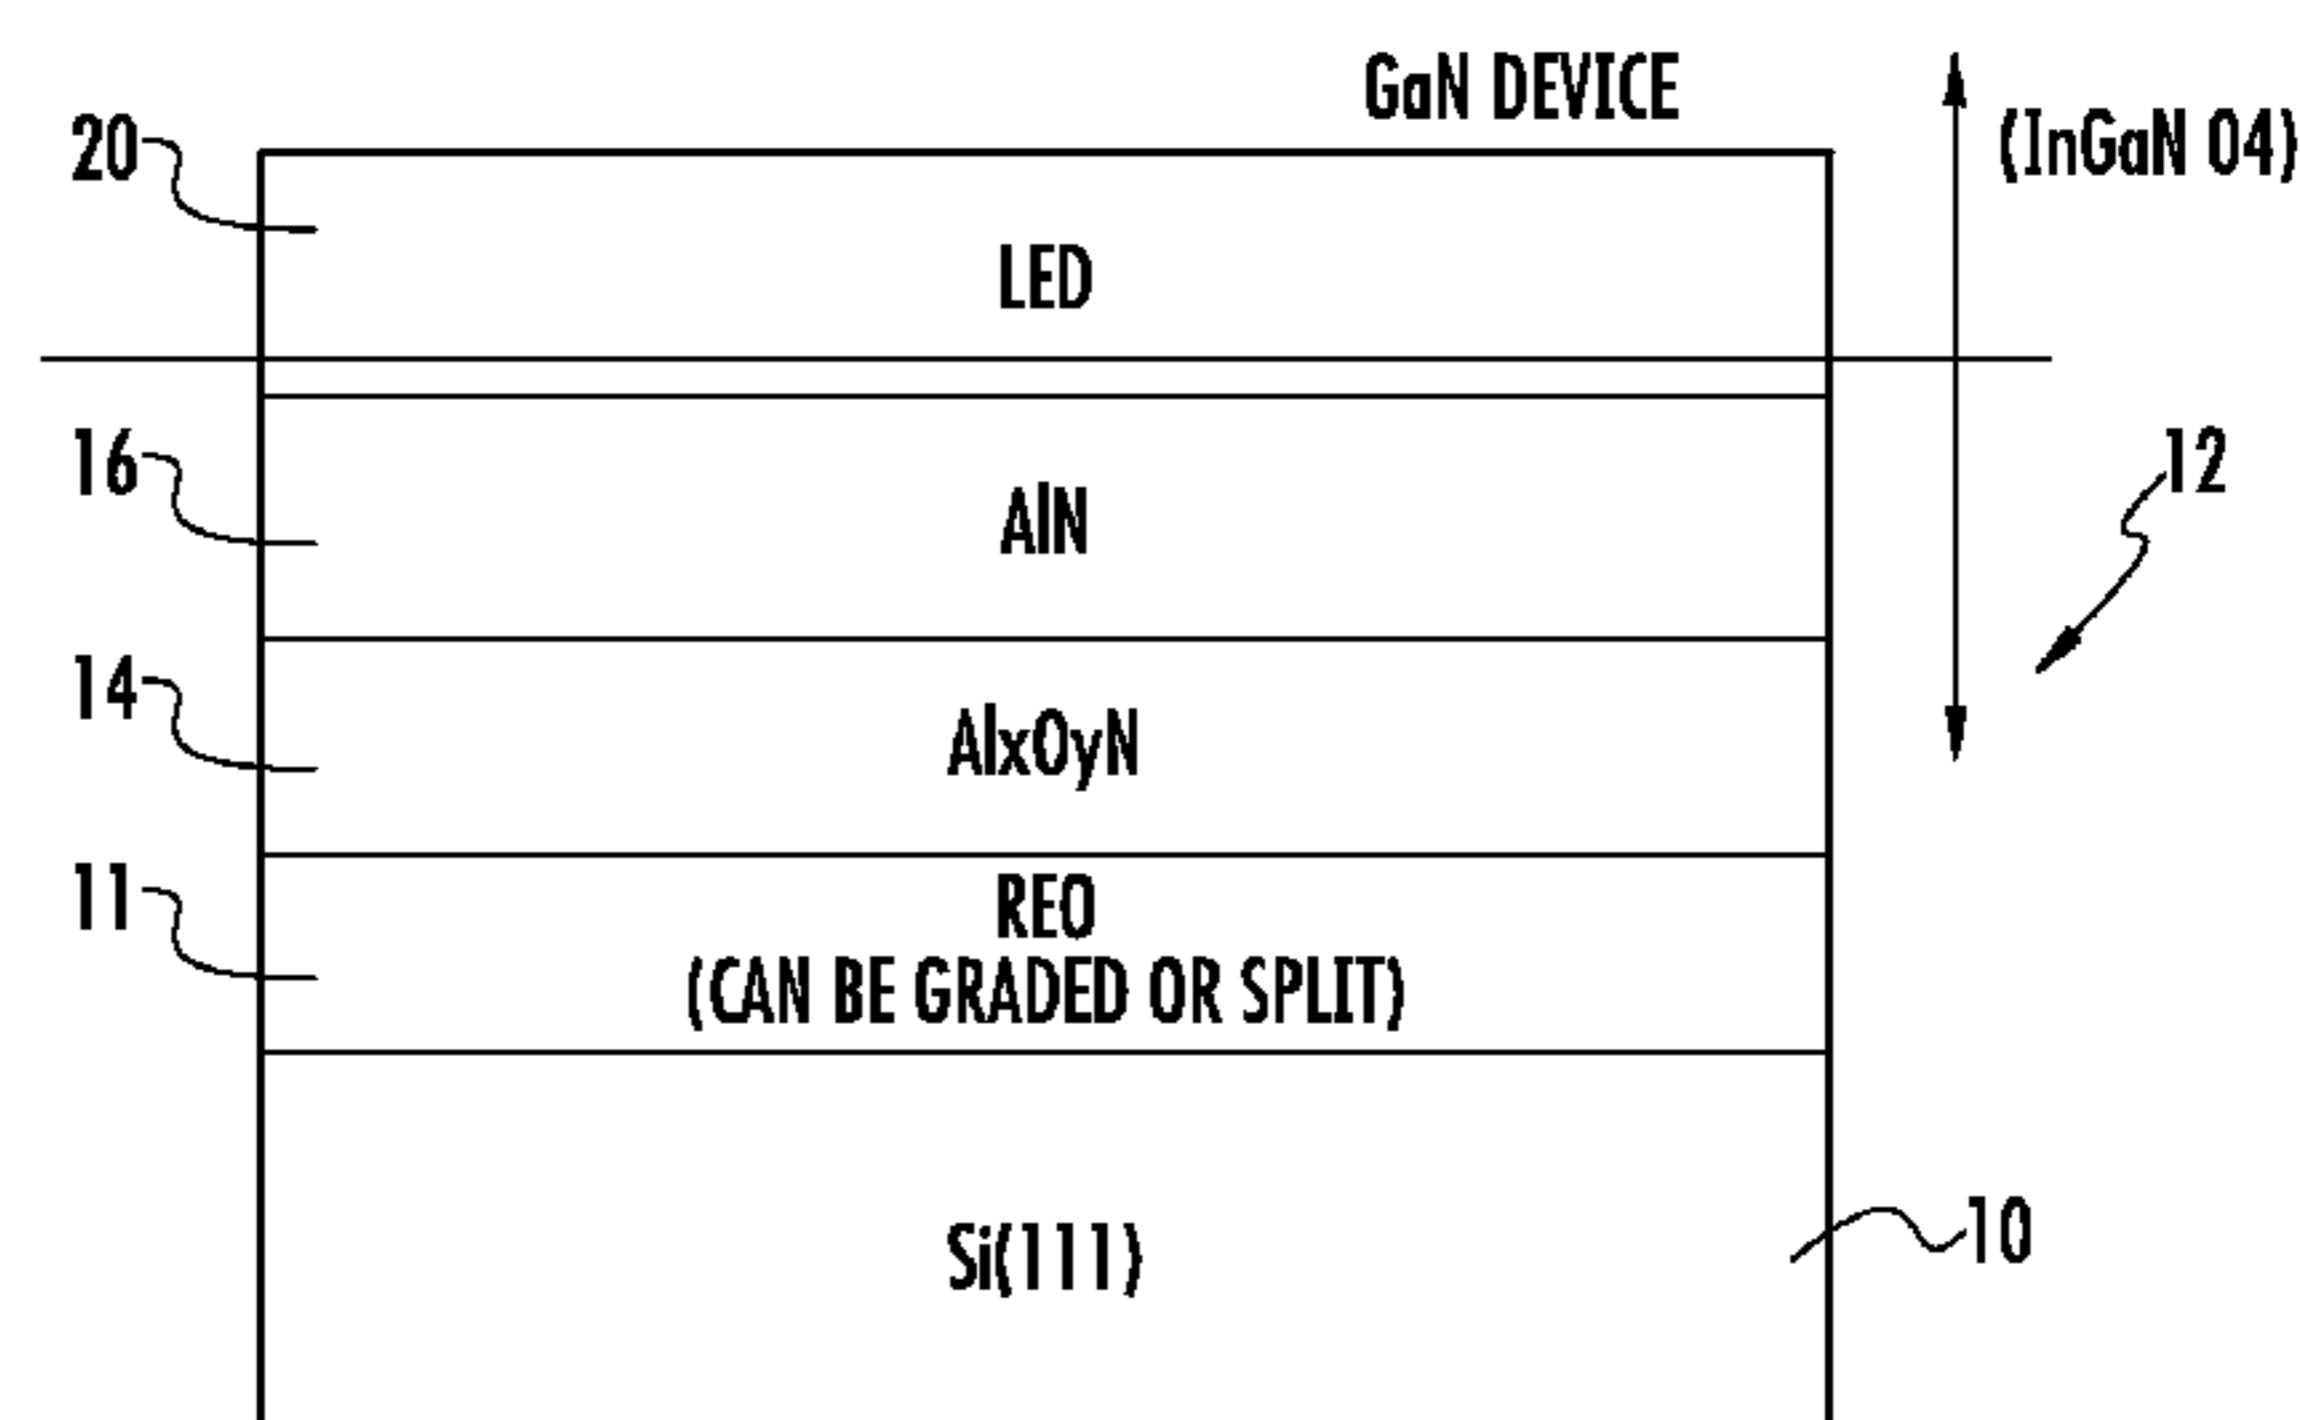 GaN DEVICE
(InGaN 04)
20
LED
16
AlN
12
14
AlxOyN
11
REO
(CAN BE GRADED OR SPLIT)
Si(111)
10